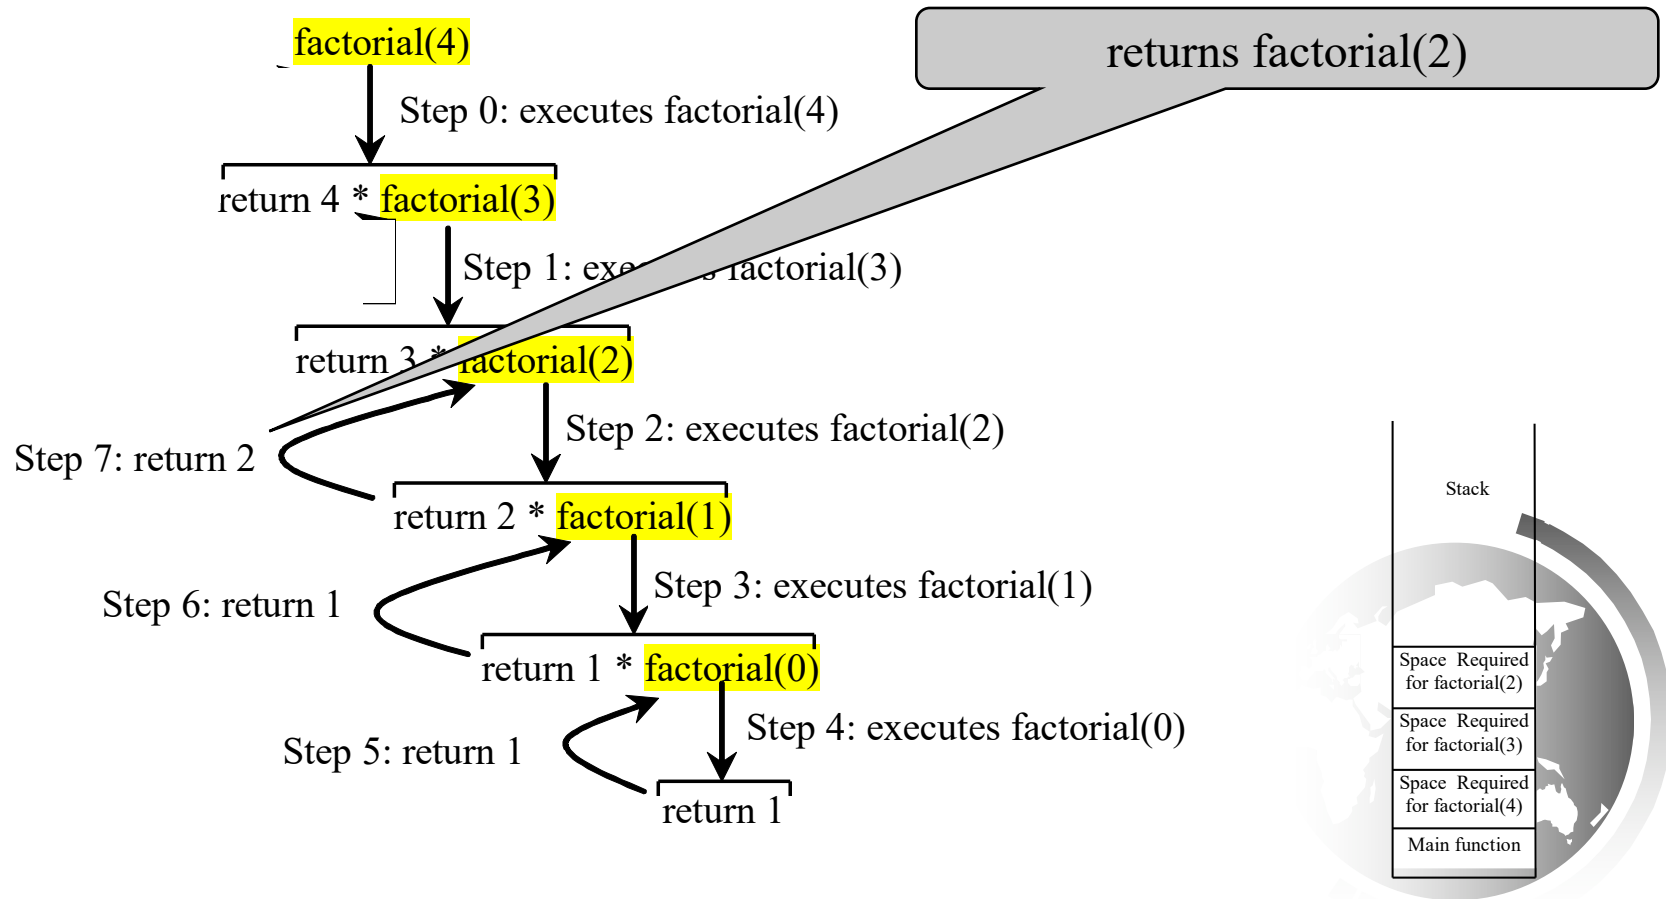 factorial(4)
returns factorial(2)
Step 0: executes factorial(4)
return 4 * factorial(3)
Step 1: factorial(3)
return 3 * factorial(2)
Step 7: return 2
Step 2: executes factorial(2)
return 2 * factorial(1)
Step 6: return 1
Step 3: executes factorial(1)
return 1 * factorial(0)
Step 5: return 1
Step 4: executes factorial(0)
return 1
Stack
Space Required
for factorial(2)
Space Required
for factorial(3)
Space Required
for factorial(4)
Main function